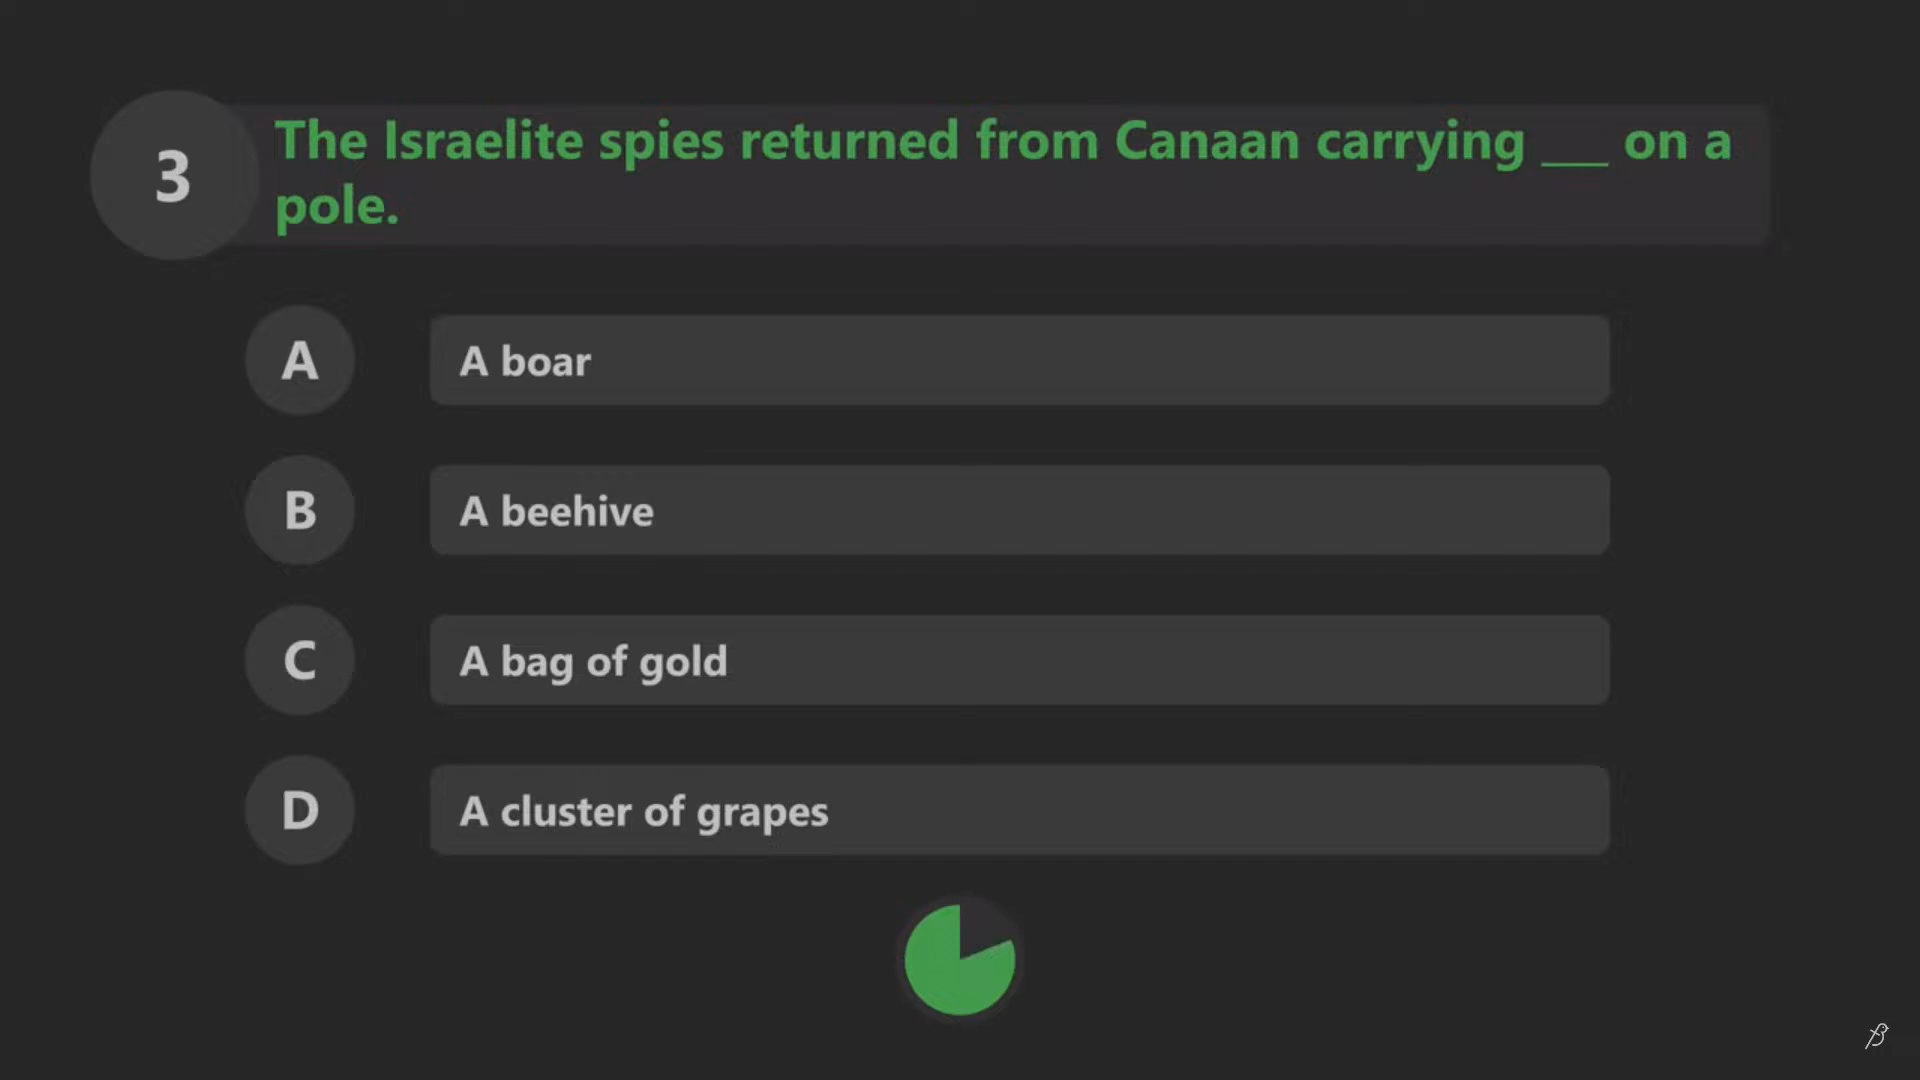 3
The Israelite spies returned from Canaan carrying ___ on a
pole.
A
A boar
B
A beehive
C
A bag of gold
D
A cluster of grapes